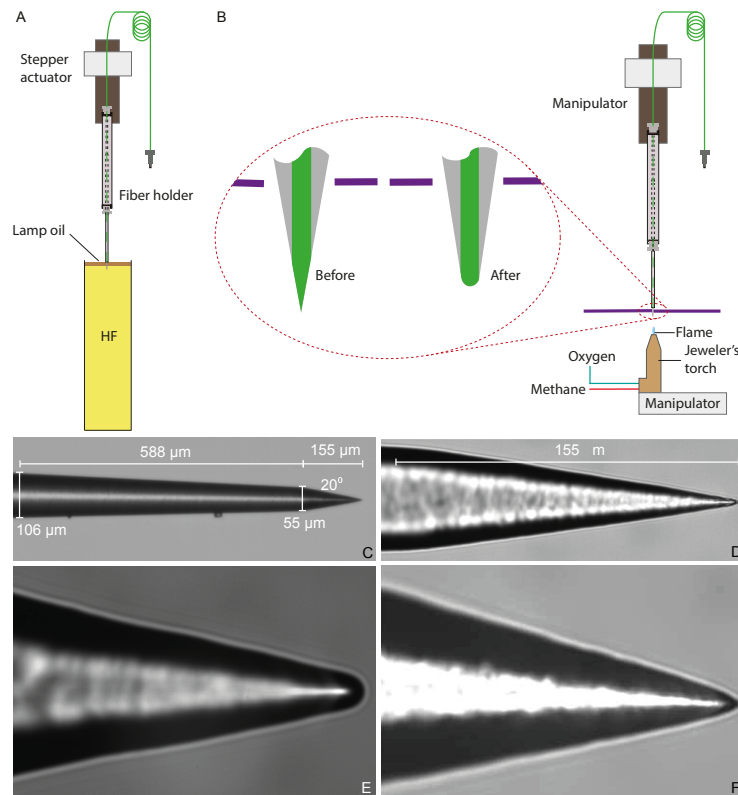 A
B
Stepper
actuator
Fiber holder
Lamp oil
HF
Before
After
Manipulator
Flame
Jeweler's
torch
Oxygen
Methane
Manipulator
588 µm
155 µm
20⁰
106 µm
55 µm
C
155 m
D
E
F